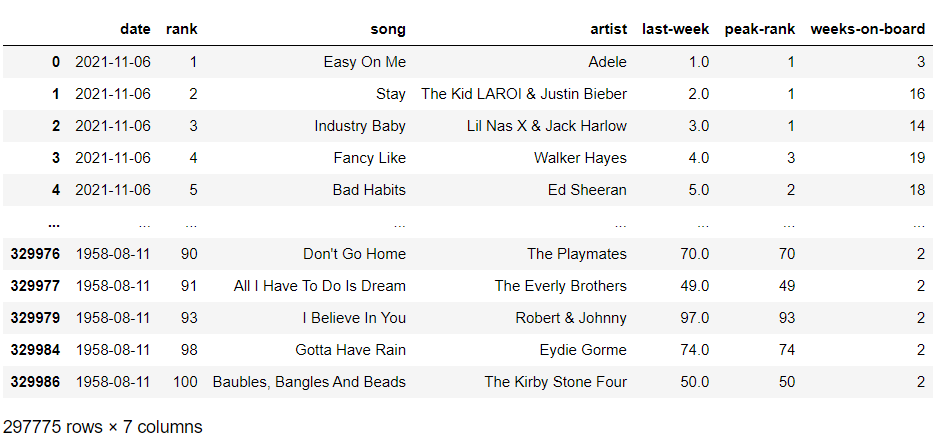 date rank song artist last-week peak-rank weeks-on-board
0 2021-11-06 1 Easy On Me Adele 1.0 1 3
1 2021-11-06 2 Stay The Kid LAROI & Justin Bieber 2.0 1 16
2 2021-11-06 3 Industry Baby Lil Nas X & Jack Harlow 3.0 1 14
3 2021-11-06 4 Fancy Like Walker Hayes 4.0 3 19
4 2021-11-06 5 Bad Habits Ed Sheeran 5.0 2 18
... ... ... ... ... ... ... ...
329976 1958-08-11 90 Don't Go Home The Playmates 70.0 70 2
329977 1958-08-11 91 All I Have To Do Is Dream The Everly Brothers 49.0 49 2
329979 1958-08-11 93 I Believe In You Robert & Johnny 97.0 93 2
329984 1958-08-11 98 Gotta Have Rain Eydie Gorme 74.0 74 2
329986 1958-08-11 100 Baubles, Bangles And Beads The Kirby Stone Four 50.0 50 2
297775 rows × 7 columns